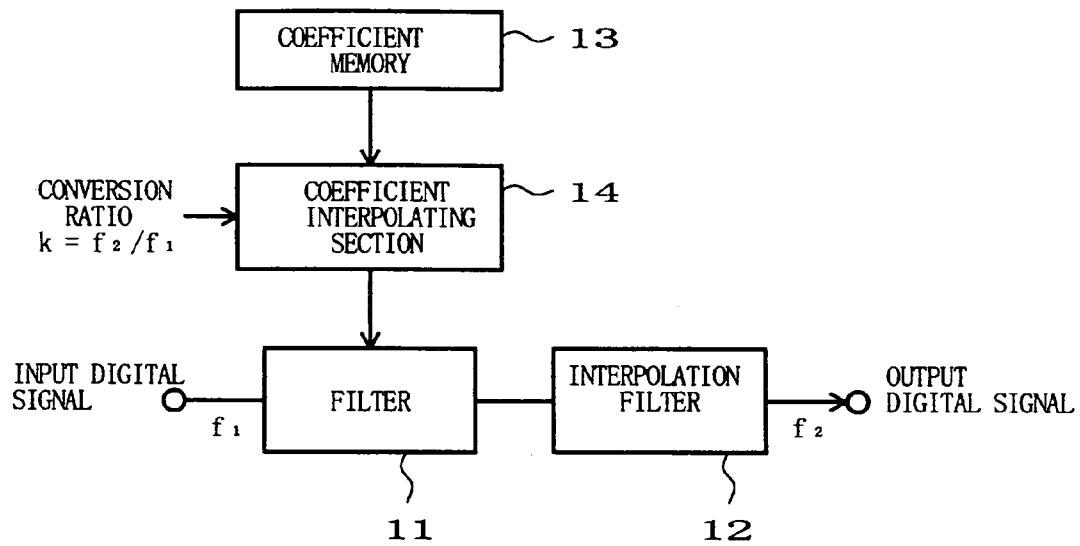 COEFFICIENT
MEMORY
13
CONVERSION
RATIO
k = f₂/f₁
COEFFICIENT
INTERPOLATING
SECTION
14
INPUT DIGITAL
SIGNAL
f₁
FILTER
11
INTERPOLATION
FILTER
12
f₂
OUTPUT
DIGITAL SIGNAL